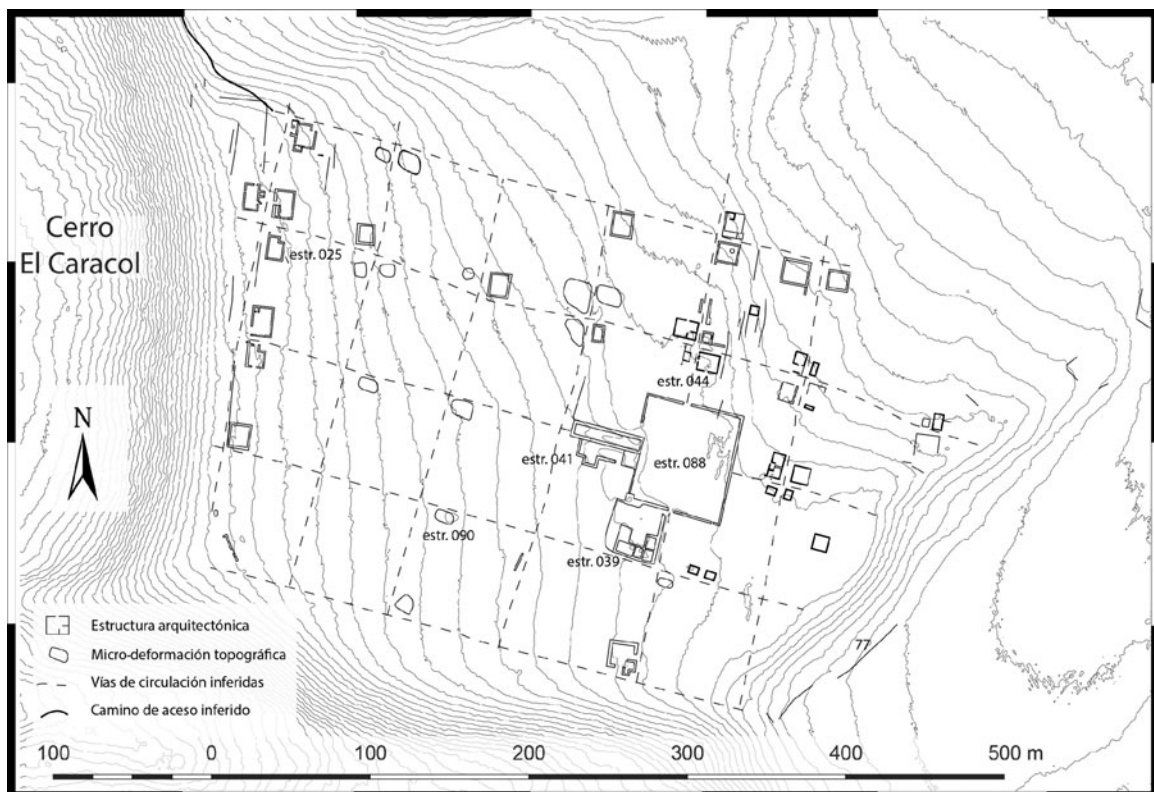 Cerro
El Caracol
estr. 025
estr. 044
estr. 041
estr. 088
N
estr. 090
estr. 039
77
Estructura arquitectónica
Micro-deformación topográfica
Vías de circulación inferidas
Camino de aceso inferido
100 0 100 200 300 400 500 m